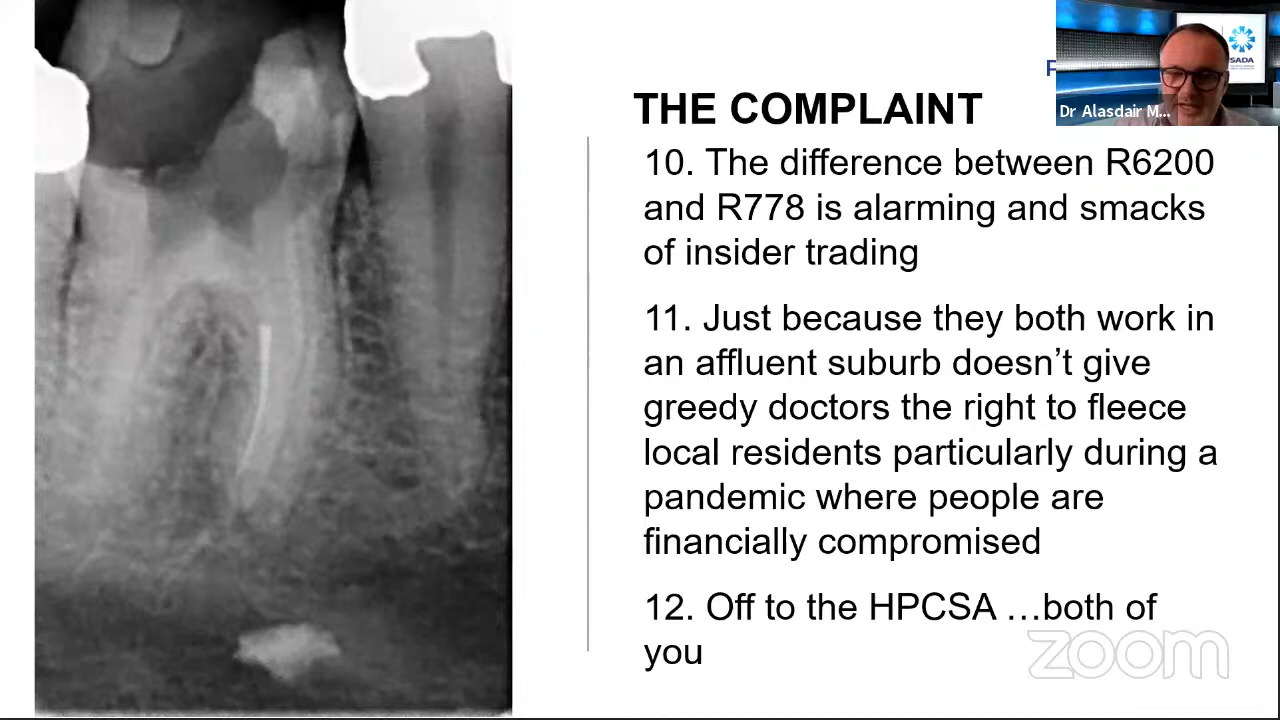 THE COMPLAINT
SADA
Dr Alasdair M...
10. The difference between R6200
and R778 is alarming and smacks
of insider trading
11. Just because they both work in
an affluent suburb doesn’t give
greedy doctors the right to fleece
local residents particularly during a
pandemic where people are
financially compromised
12. Off to the HPCSA …both of
you
zoom